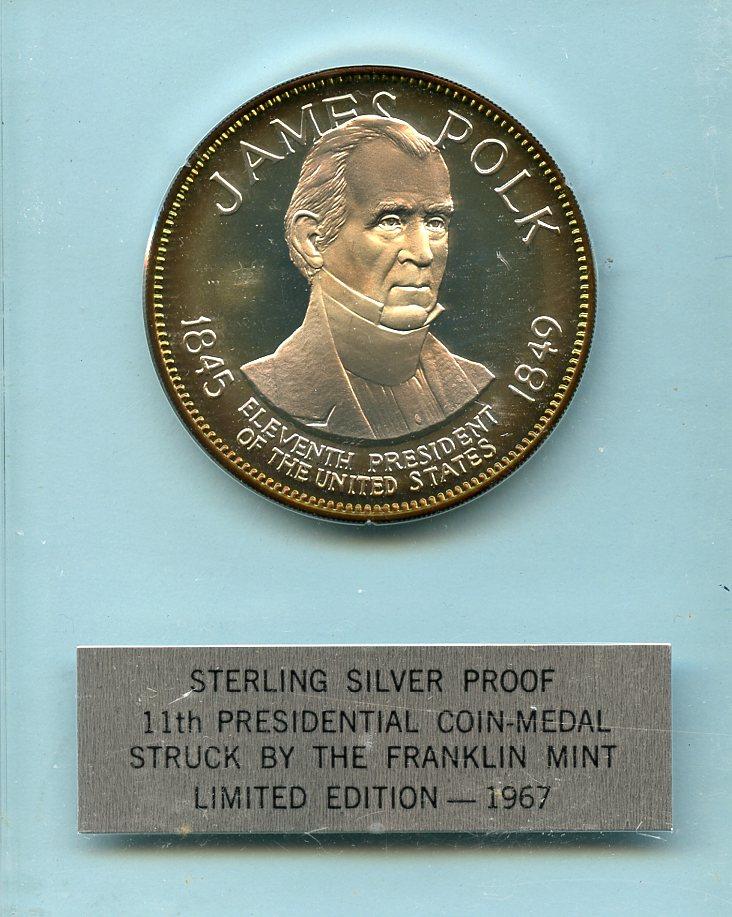 JAMES POLK
1845
1849
ELEVENTH PRESIDENT
OF THE UNITED STATES
STERLING SILVER PROOF
11th PRESIDENTIAL COIN-MEDAL
STRUCK BY THE FRANKLIN MINT
LIMITED EDITION — 1967